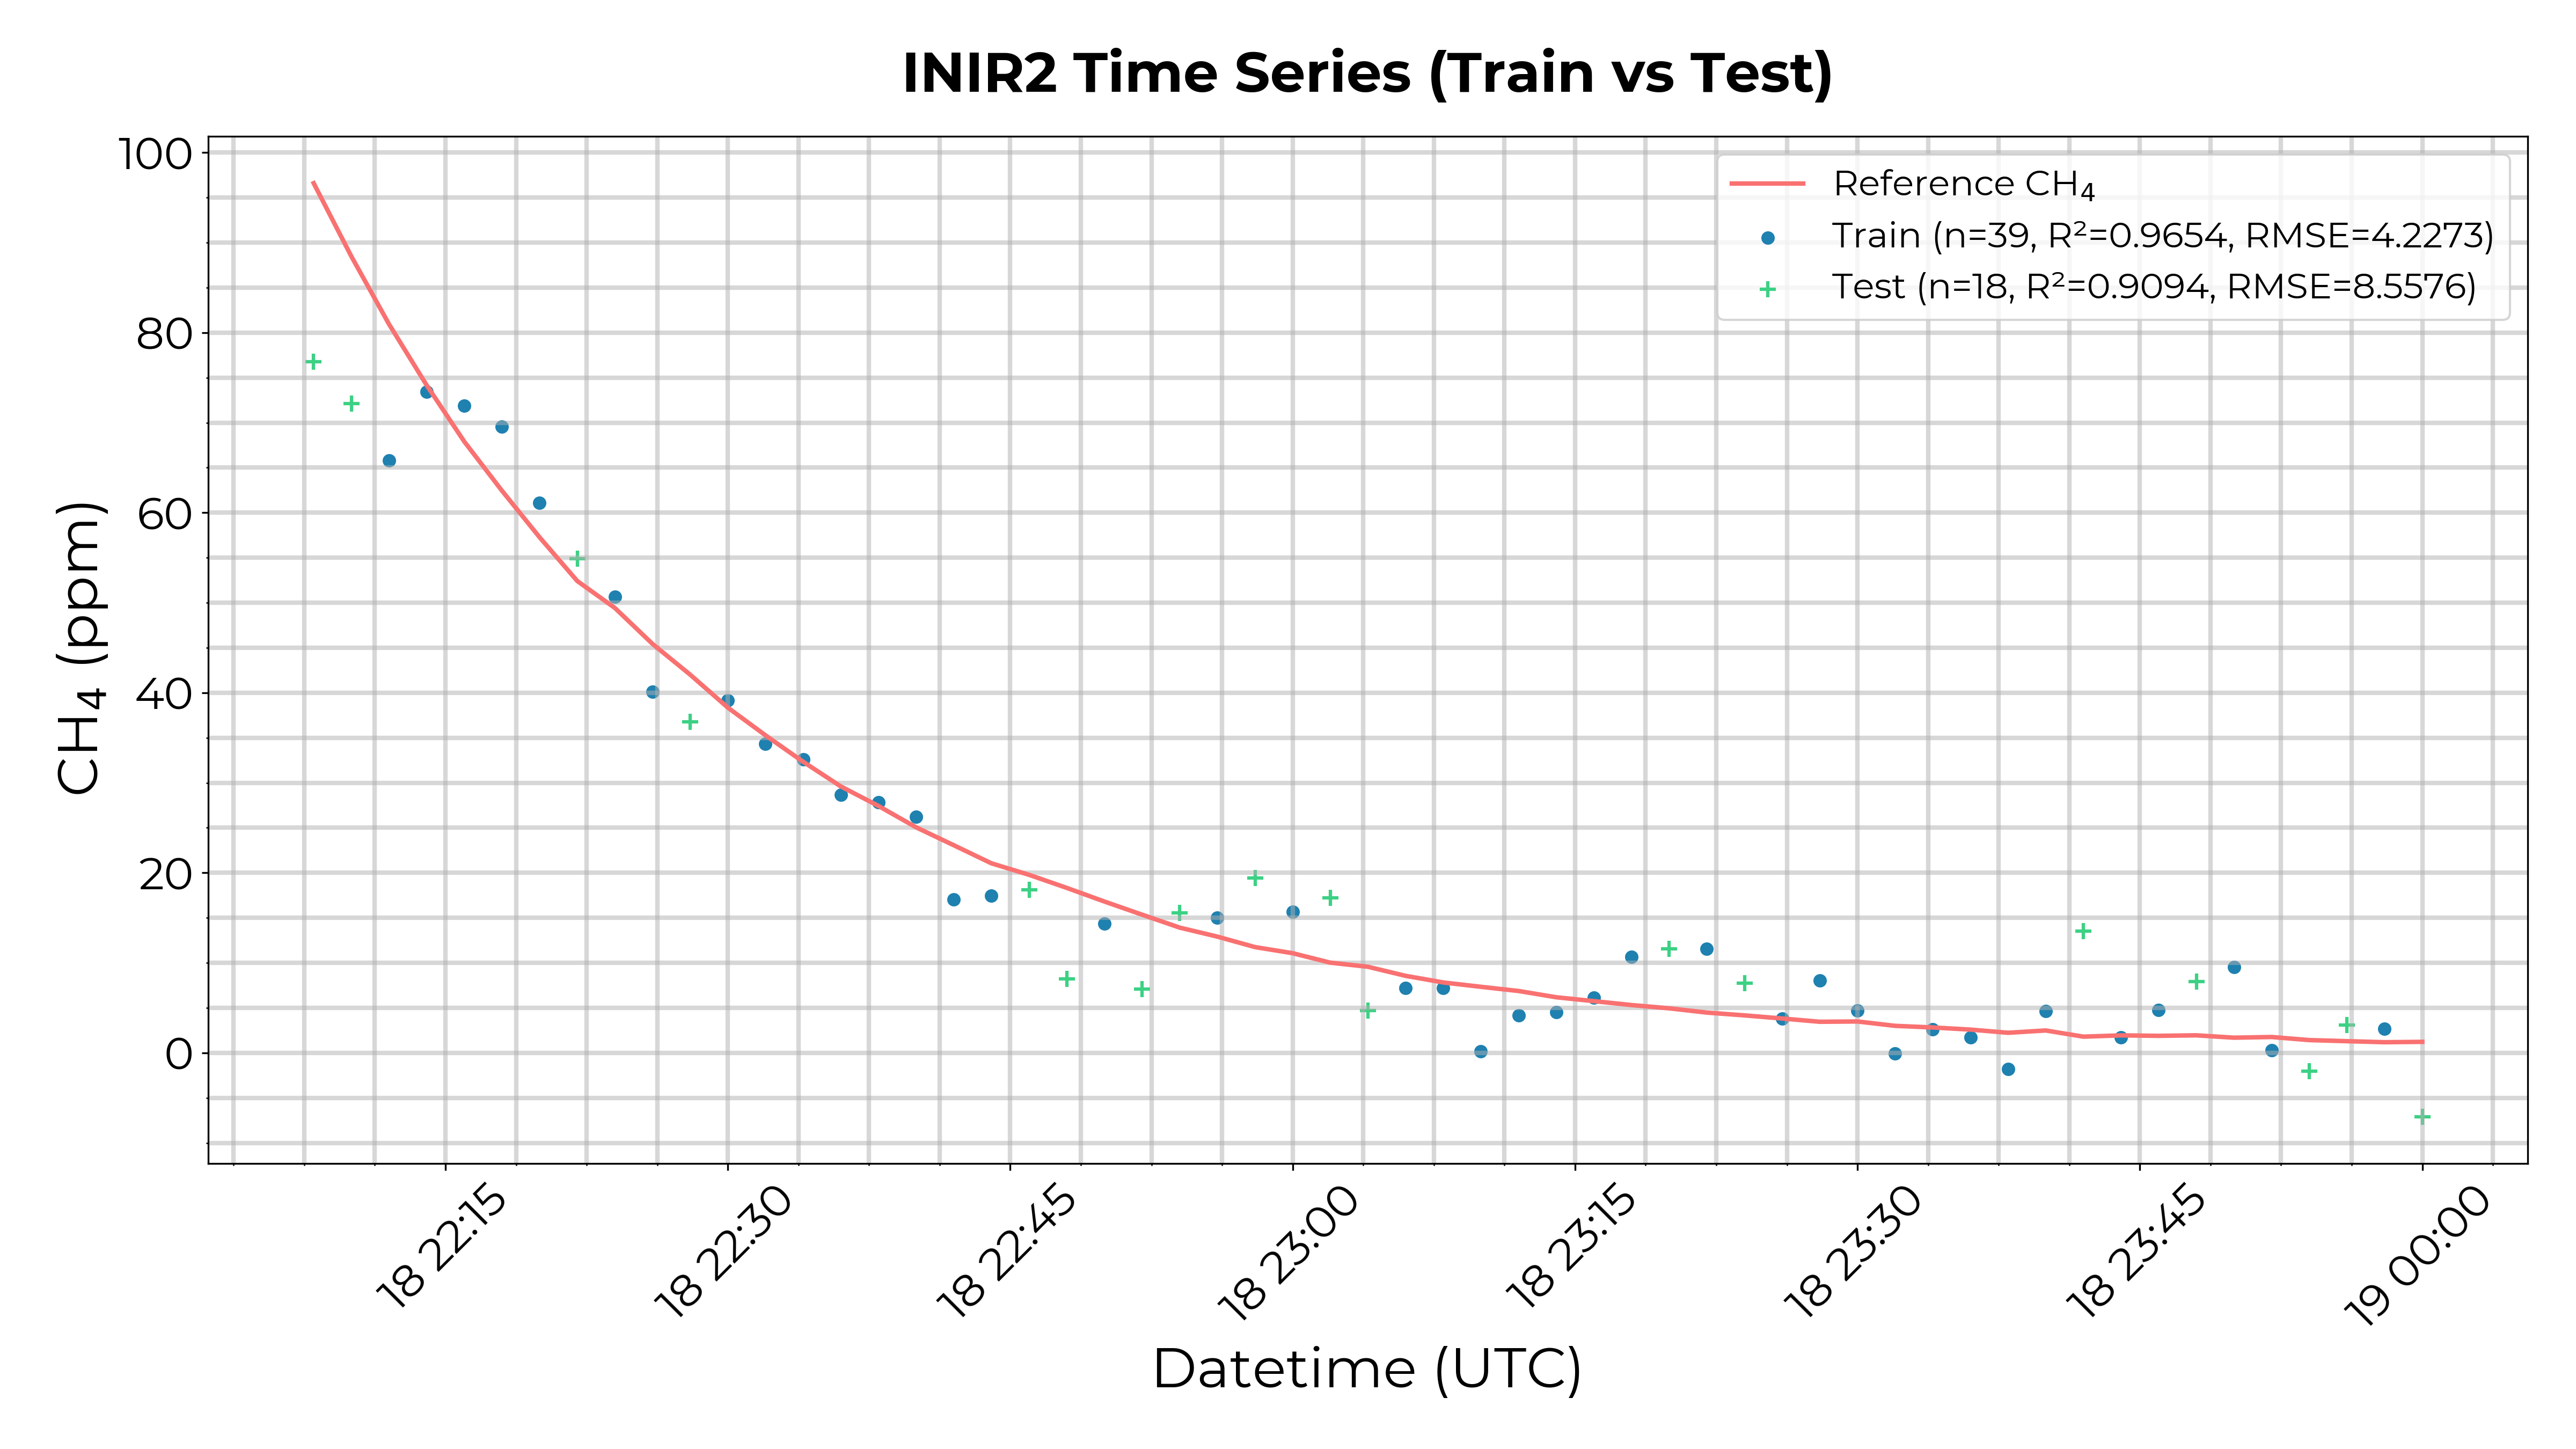 INIR2 Time Series (Train vs Test)
Reference CH₄
Train (n=39, R²=0.9654, RMSE=4.2273)
Test (n=18, R²=0.9094, RMSE=8.5576)
CH₄ (ppm)
100
80
60
40
20
0
18 22:15
18 22:30
18 22:45
18 23:00
18 23:15
18 23:30
18 23:45
19 00:00
Datetime (UTC)